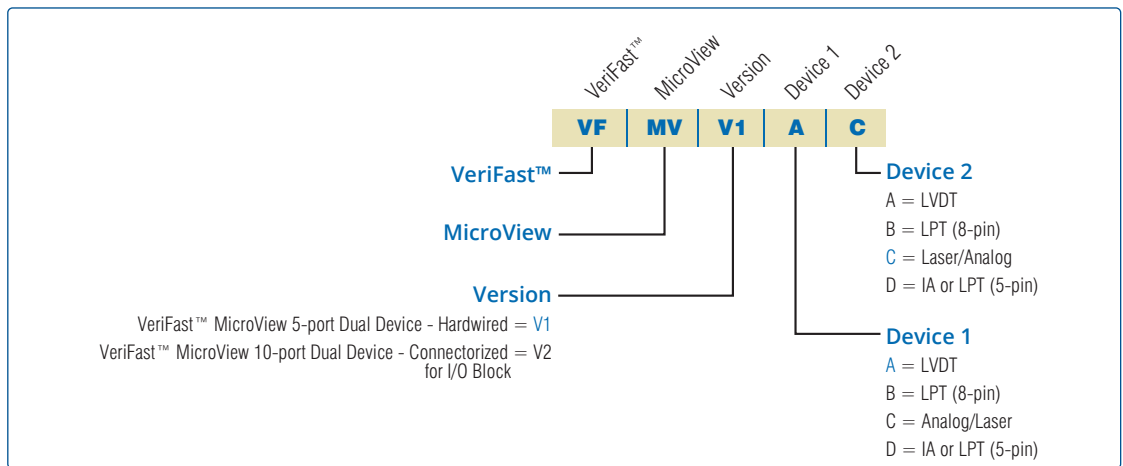 VeriFast™
MicroView
Version
Device 1
Device 2
VF MV V1 A C
VeriFast™
MicroView
Version
VeriFast™ MicroView 5-port Dual Device - Hardwired = V1
VeriFast™ MicroView 10-port Dual Device - Connectorized = V2
for I/O Block
Device 2
A = LVDT
B = LPT (8-pin)
C = Laser/Analog
D = IA or LPT (5-pin)
Device 1
A = LVDT
B = LPT (8-pin)
C = Analog/Laser
D = IA or LPT (5-pin)